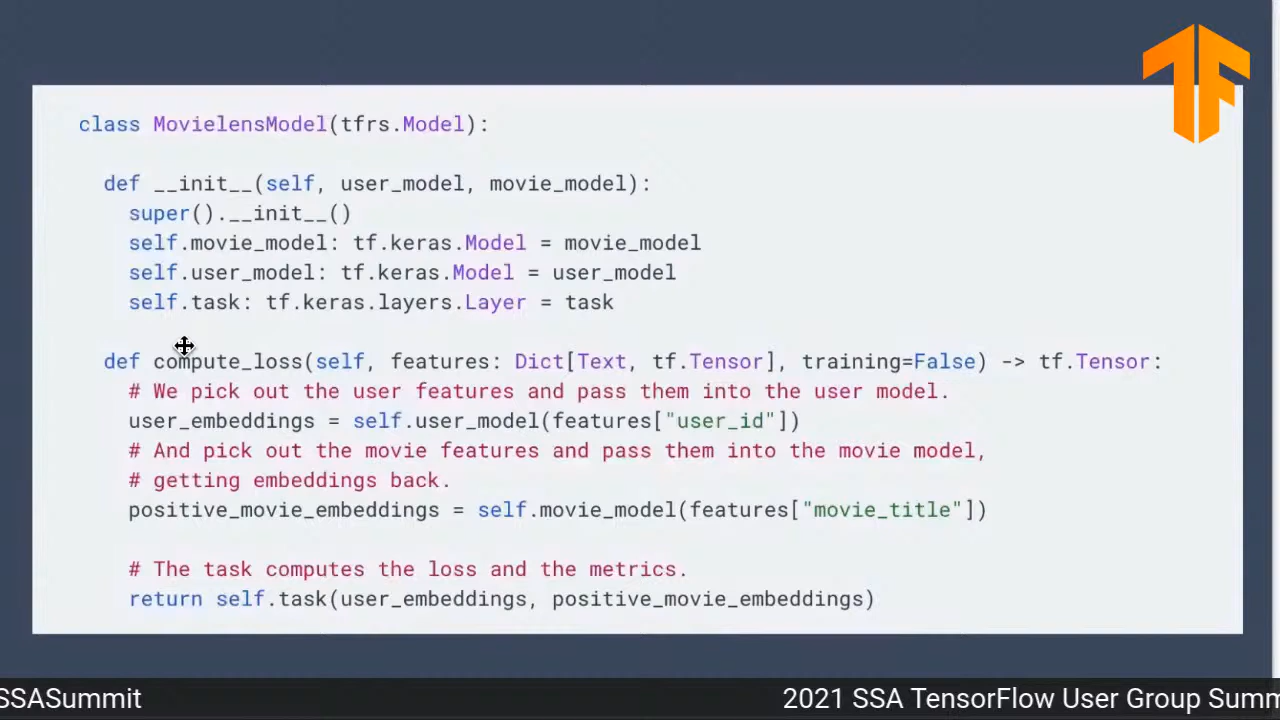 class MovielensModel(tfrs.Model):
def __init__(self, user_model, movie_model):
super().__init__()
self.movie_model: tf.keras.Model = movie_model
self.user_model: tf.keras.Model = user_model
self.task: tf.keras.layers.Layer = task
def compute_loss(self, features: Dict[Text, tf.Tensor], training=False) -> tf.Tensor:
# We pick out the user features and pass them into the user model.
user_embeddings = self.user_model(features["user_id"])
# And pick out the movie features and pass them into the movie model,
# getting embeddings back.
positive_movie_embeddings = self.movie_model(features["movie_title"])
# The task computes the loss and the metrics.
return self.task(user_embeddings, positive_movie_embeddings)
SSASummit 2021 SSA TensorFlow User Group Summ